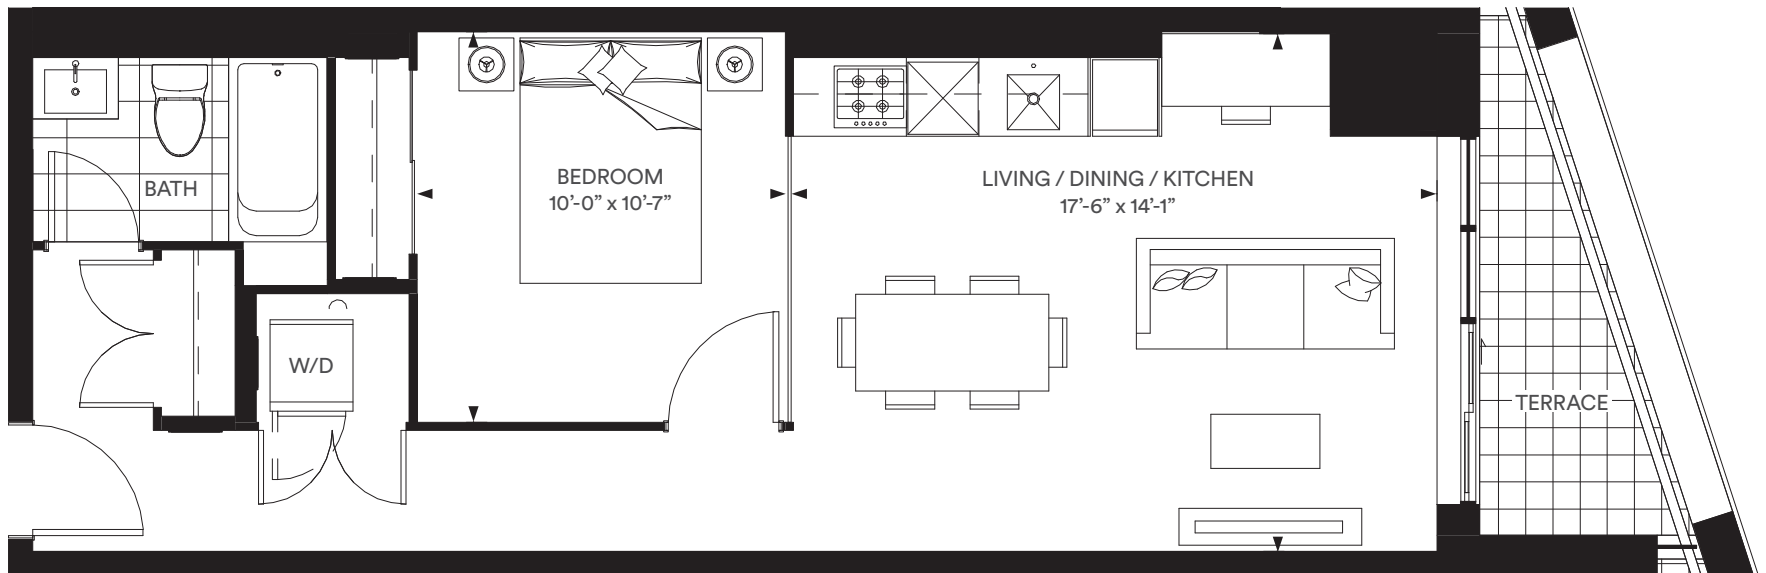 BATH
BEDROOM
10’-0” x 10’-7”
LIVING / DINING / KITCHEN
17’-6” x 14’-1”
W/D
TERRACE